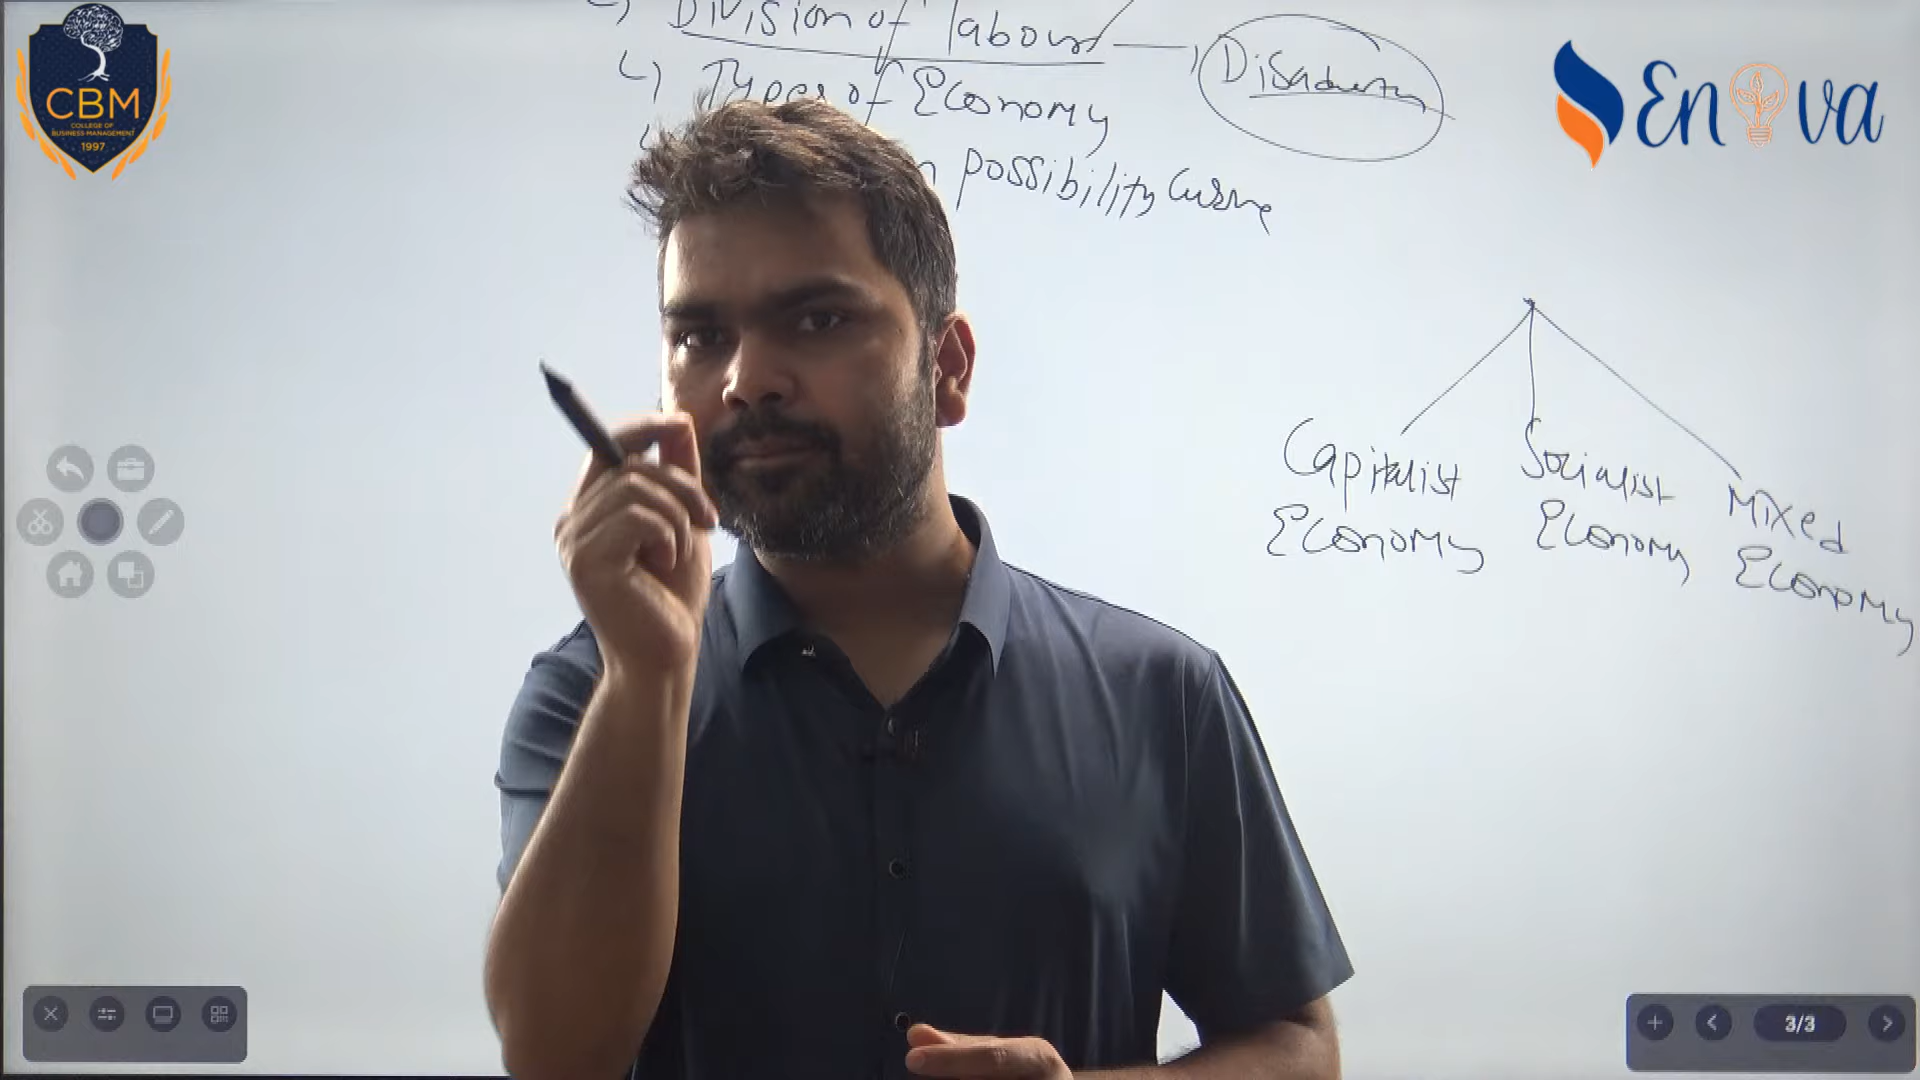 Division of labour
Disadvantages
Types of Economy
possibility curve
Capitalist
Economy
Socialist
Economy
Mixed
Economy
CBM
COLLEGE OF
BUSINESS MANAGEMENT
1997
Enova
3/3